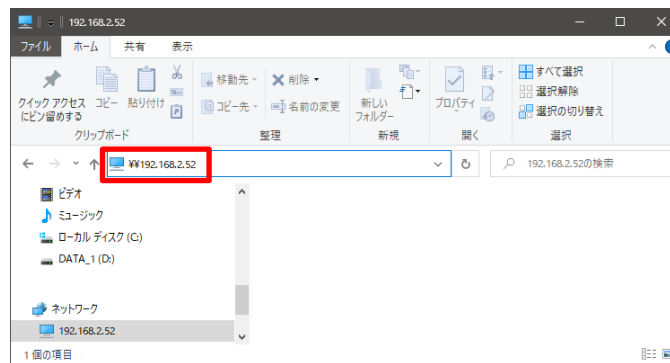 192.168.2.52
ファイル ホーム 共有 表示
クイック アクセスにピン留めする
コピー
貼り付け
移動先
コピー先
削除
名前の変更
新しいフォルダー
プロパティ
開く
すべて選択
選択解除
選択の切り替え
クリップボード 整理 新規 開く 選択
¥¥192.168.2.52
192.168.2.52の検索
ビデオ
ミュージック
ローカル ディスク (C:)
DATA_1 (D:)
ネットワーク
192.168.2.52
1 個の項目